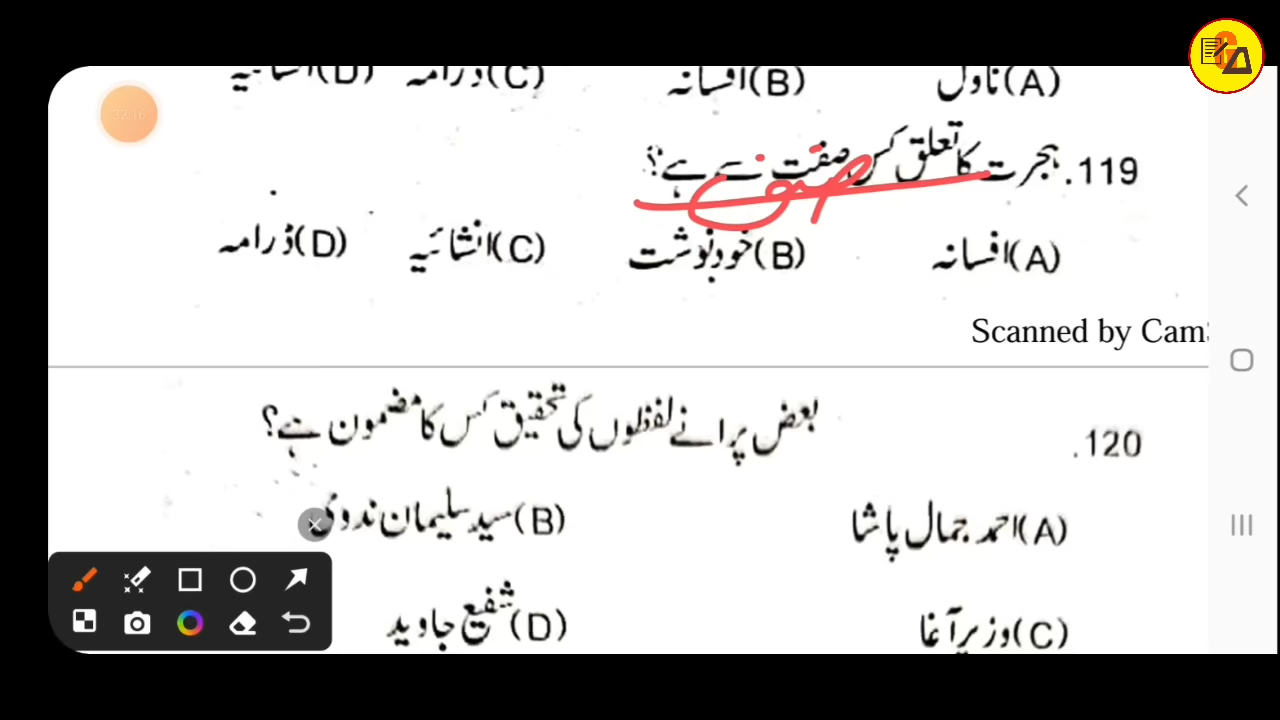 (A) ناول (B) افسانہ (C) ڈرامہ (D) انشائیہ
119. ہجرت کا تعلق کس صفت سے ہے؟
صنف
(A) افسانہ (B) خودنوشت (C) انشائیہ (D) ڈرامہ
Scanned by Cam
120. بعض پرانے لفظوں کی تحقیق کس کا مضمون ہے؟
(A) احمد جمال پاشا (B) سید سلیمان ندوی
(C) وزیر آغا (D) شفیع جاوید